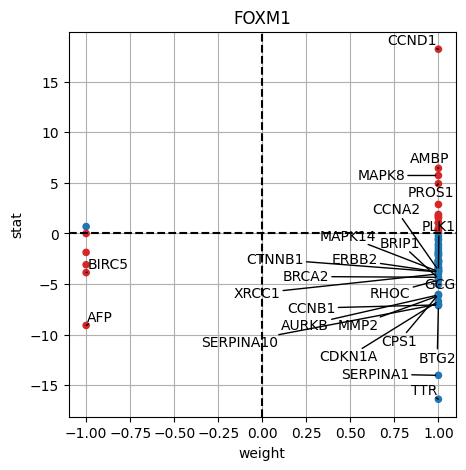 FOXM1
CCND1
AMBP
MAPK8
PROS1
CCNA2
PLK1
MAPK14
BRIP1
CTNNB1
ERBB2
BIRC5
BRCA2
GCG
XRCC1
RHOC
CCNB1
AFP
AURKB
MMP2
SERPINA10
CPS1
CDKN1A
BTG2
SERPINA1
TTR
15
10
5
0
−5
−10
−15
stat
−1.00
−0.75
−0.50
−0.25
0.00
0.25
0.50
0.75
1.00
weight